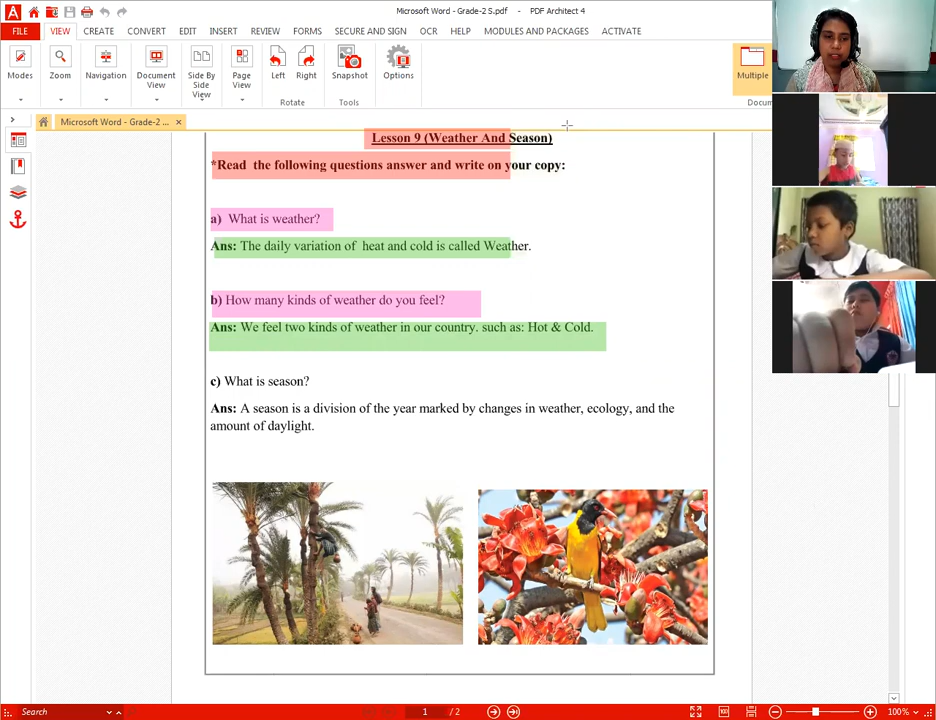 Microsoft Word - Grade-2 S.pdf - PDF Architect 4
FILE VIEW CREATE CONVERT EDIT INSERT REVIEW FORMS SECURE AND SIGN OCR HELP MODULES AND PACKAGES ACTIVATE
Modes Zoom Navigation Document View Side By Side View Page View Left Right Snapshot Options Multiple
Rotate Tools Docum
Microsoft Word - Grade-2 ... ×
Lesson 9 (Weather And Season)
*Read the following questions answer and write on your copy:
a) What is weather?
Ans: The daily variation of heat and cold is called Weather.
b) How many kinds of weather do you feel?
Ans: We feel two kinds of weather in our country. such as: Hot & Cold.
c) What is season?
Ans: A season is a division of the year marked by changes in weather, ecology, and the
amount of daylight.
Search 1 / 2 100%